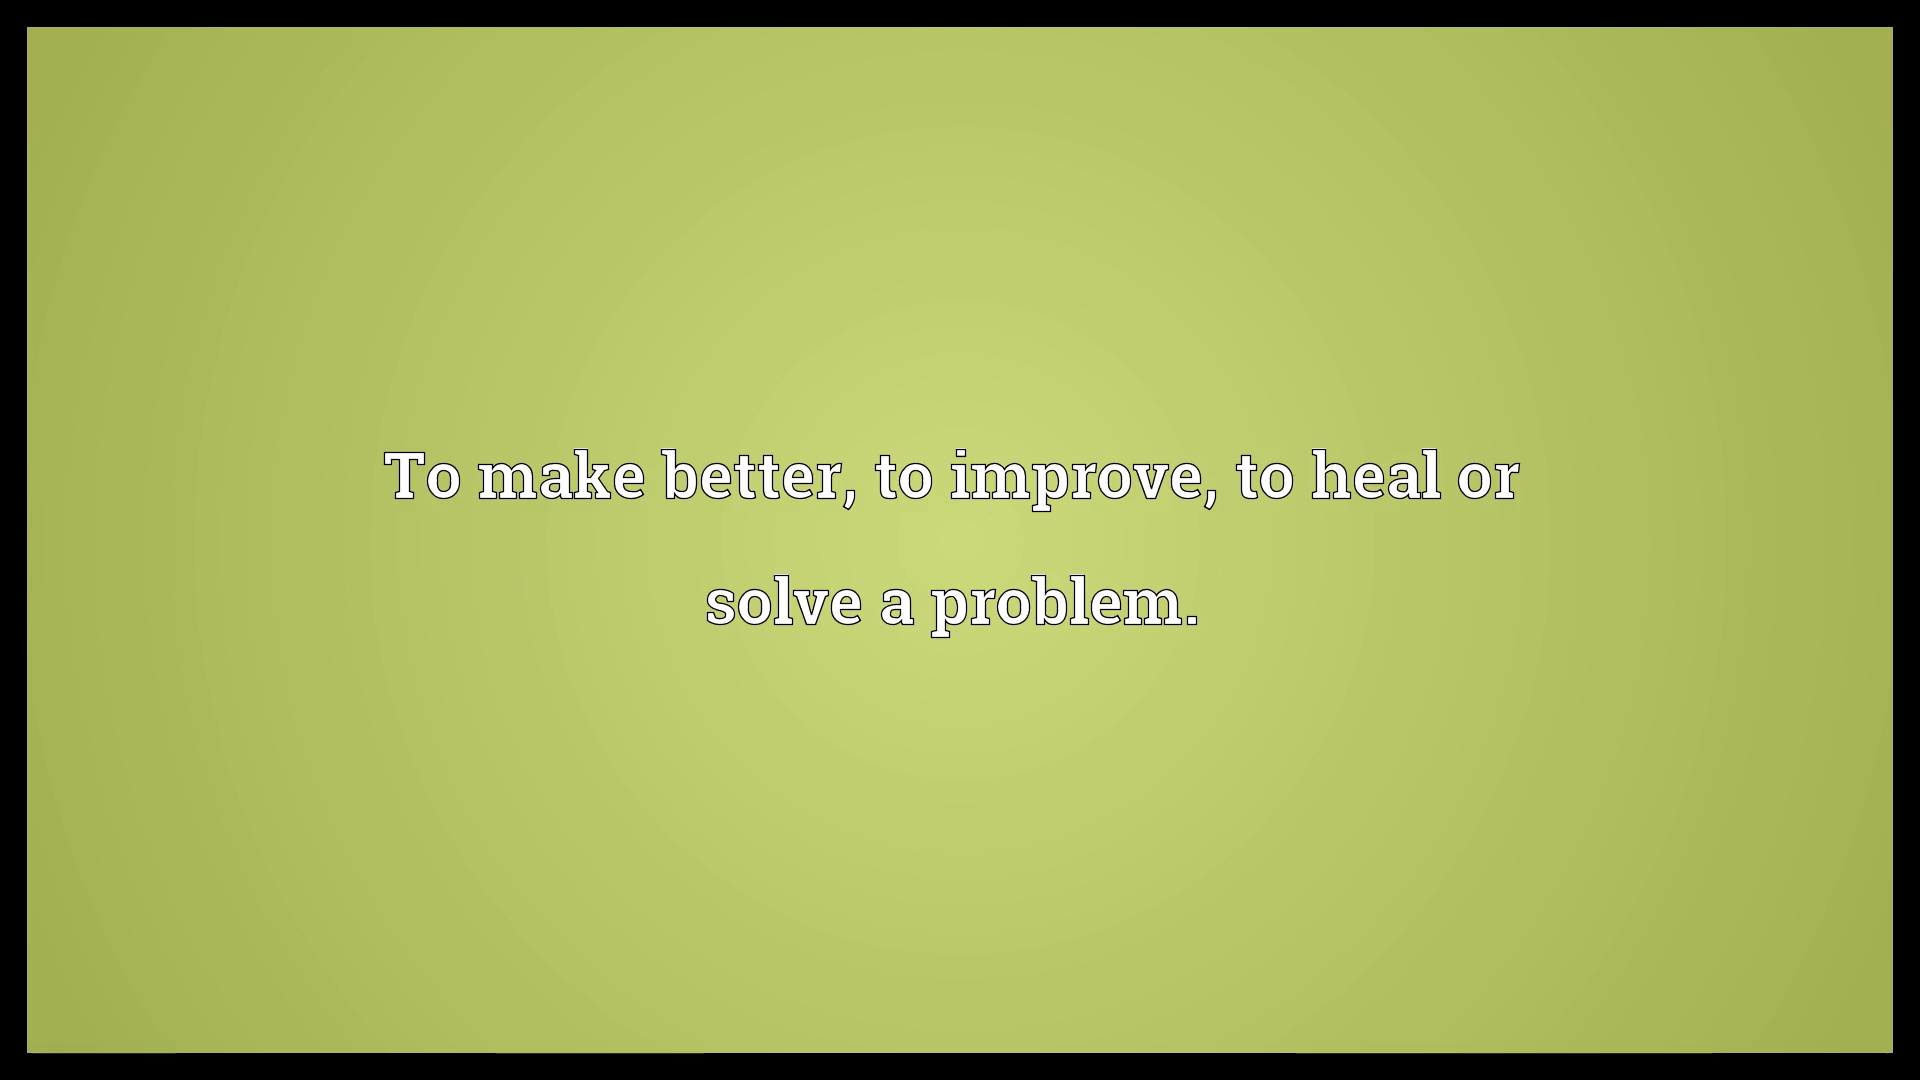 To make better, to improve, to heal or
solve a problem.